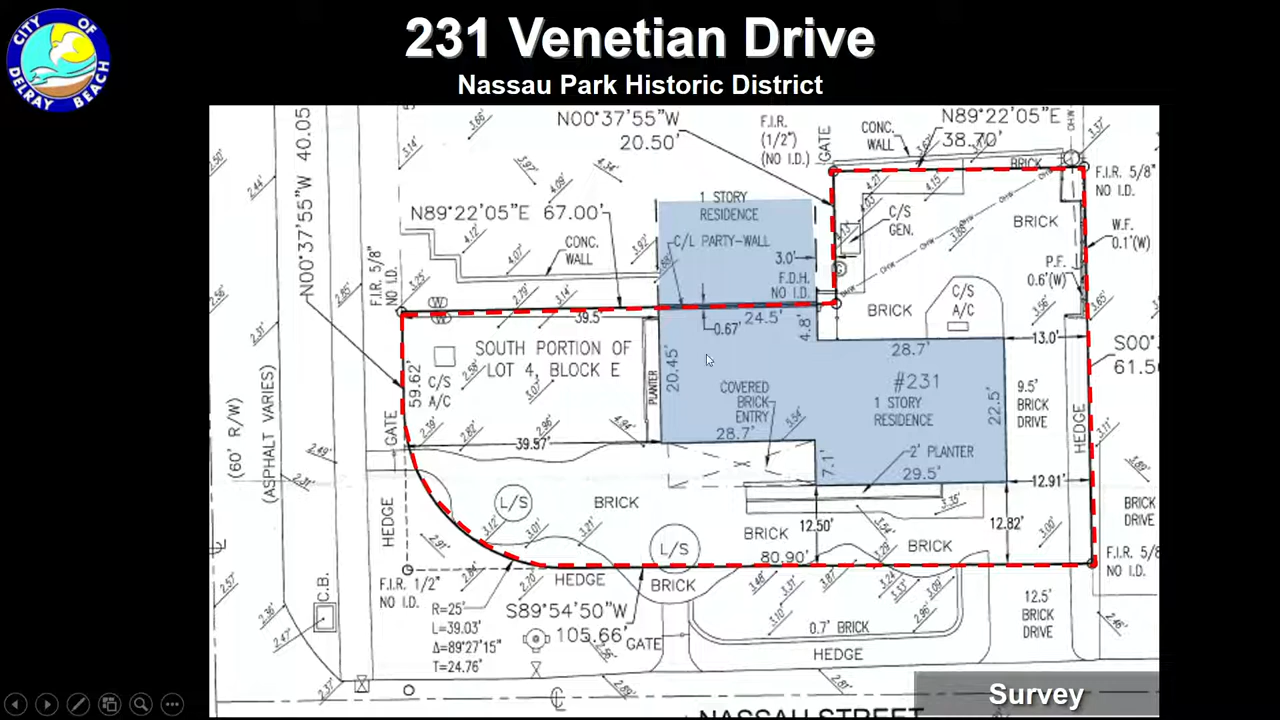 CITY OF
DELRAY BEACH
231 Venetian Drive
Nassau Park Historic District
N00°37'55"W
20.50'
F.I.R.
(1/2")
(NO I.D.)
GATE
CONC.
WALL
N89°22'05"E
38.70'
BRICK
F.I.R. 5/8"
NO I.D.
N00°37'55"W 40.05
1 STORY
RESIDENCE
N89°22'05"E 67.00'
C/L PARTY-WALL
CONC.
WALL
3.0'
F.D.H.
NO I.D.
C/S
GEN.
BRICK
W.F.
0.1'(W)
P.F.
0.6'(W)
F.I.R. 5/8"
NO I.D.
39.5
0.67'
24.5'
4.8'
BRICK
C/S
A/C
13.0'
S00°
61.5
SOUTH PORTION OF
LOT 4, BLOCK E
C/S
A/C
59.62'
PLANTER
20.45'
28.7'
#231
1 STORY
RESIDENCE
22.5'
9.5'
BRICK
DRIVE
HEDGE
COVERED
BRICK
ENTRY
28.7'
39.57'
GATE
7.1'
2' PLANTER
29.5'
12.91'
(60' R/W)
(ASPHALT VARIES)
HEDGE
L/S
BRICK
L/S
BRICK
12.50'
12.82'
BRICK
BRICK
DRIVE
80.90'
F.I.R. 5/8
NO I.D.
F.I.R. 1/2"
NO I.D.
HEDGE
BRICK
C.B.
R=25'
L=39.03'
Δ=89°27'15"
T=24.76'
S89°54'50"W
105.66'
GATE
0.7' BRICK
HEDGE
12.5'
BRICK
DRIVE
NASSAU STREET
Survey